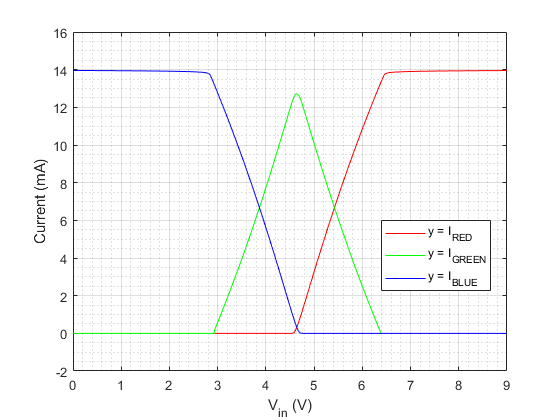 16
14
12
10
8
6
4
2
0
-2
Current (mA)
y = I_RED
y = I_GREEN
y = I_BLUE
0 1 2 3 4 5 6 7 8 9
V_in (V)